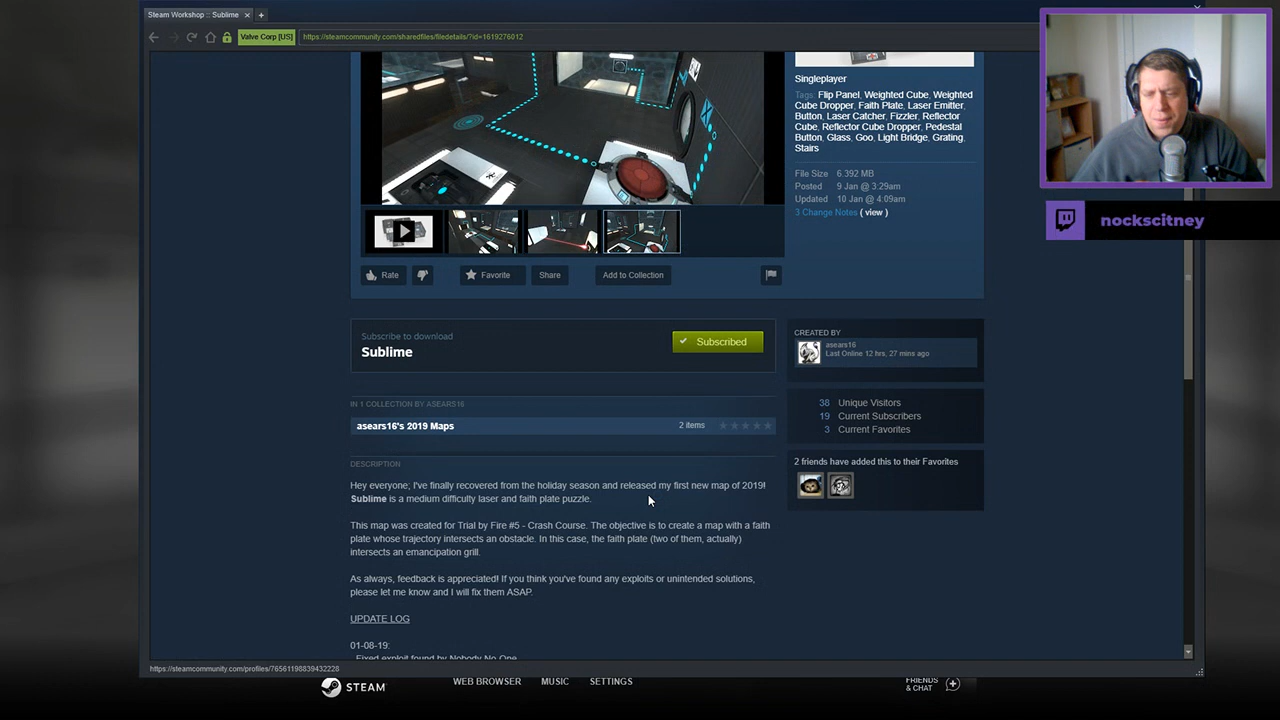 Steam Workshop :: Sublime
Valve Corp [US]
https://steamcommunity.com/sharedfiles/filedetails/?id=1619276012
nockscitney
Singleplayer
Tags: Flip Panel, Weighted Cube, Weighted
Cube Dropper, Faith Plate, Laser Emitter,
Button, Laser Catcher, Fizzler, Reflector
Cube, Reflector Cube Dropper, Pedestal
Button, Glass, Goo, Light Bridge, Grating,
Stairs
File Size 6.392 MB
Posted 9 Jan @ 3:29am
Updated 10 Jan @ 4:09am
3 Change Notes ( view )
Rate
Favorite
Share
Add to Collection
Subscribe to download
Sublime
Subscribed
CREATED BY
asears16
Last Online 12 hrs, 27 mins ago
38 Unique Visitors
19 Current Subscribers
3 Current Favorites
2 friends have added this to their Favorites
IN 1 COLLECTION BY ASEARS16
asears16's 2019 Maps
2 items
DESCRIPTION
Hey everyone; I've finally recovered from the holiday season and released my first new map of 2019!
Sublime is a medium difficulty laser and faith plate puzzle.
This map was created for Trial by Fire #5 - Crash Course. The objective is to create a map with a faith
plate whose trajectory intersects an obstacle. In this case, the faith plate (two of them, actually)
intersects an emancipation grill.
As always, feedback is appreciated! If you think you've found any exploits or unintended solutions,
please let me know and I will fix them ASAP.
UPDATE LOG
01-08-19:
- Fixed exploit found by Nobody No One
https://steamcommunity.com/profiles/76561198839432228
STEAM
WEB BROWSER
MUSIC
SETTINGS
FRIENDS
& CHAT